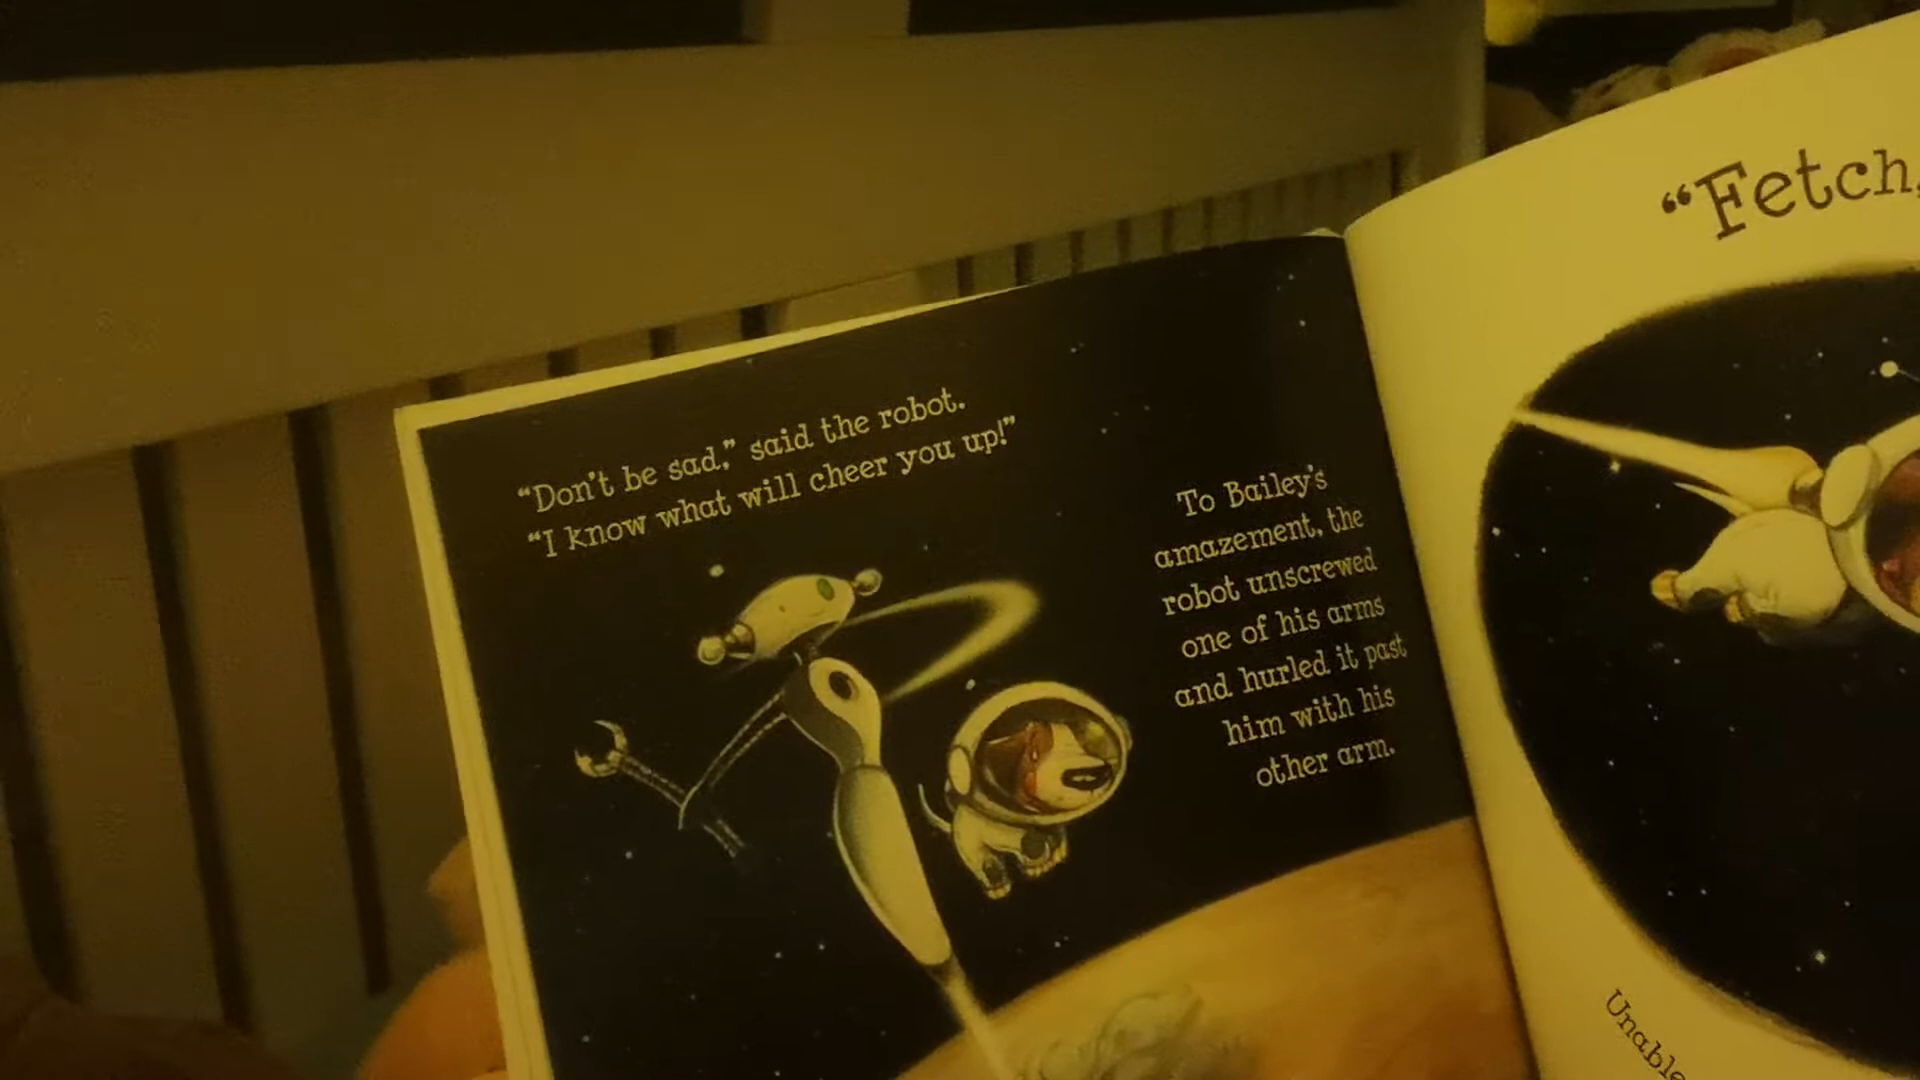 “Don't be sad,” said the robot.
“I know what will cheer you up!”
To Bailey's
amazement, the
robot unscrewed
one of his arms
and hurled it past
him with his
other arm.
“Fetch,
Unable